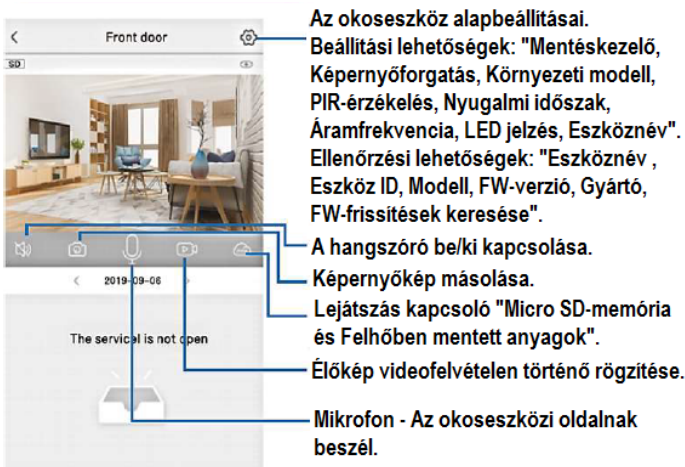 Front door
SD
2019-09-06
The servicel is not open
Az okoseszköz alapbeállításai.
Beállítási lehetőségek: "Mentéskezelő,
Képernyőforgatás, Környezeti modell,
PIR-érzékelés, Nyugalmi időszak,
Áramfrekvencia, LED jelzés, Eszköznév".
Ellenőrzési lehetőségek: "Eszköznév ,
Eszköz ID, Modell, FW-verzió, Gyártó,
FW-frissítések keresése".
A hangszóró be/ki kapcsolása.
Képernyőkép másolása.
Lejátszás kapcsoló "Micro SD-memória
és Felhőben mentett anyagok".
Élőkép videofelvételen történő rögzítése.
Mikrofon - Az okoseszközi oldalnak
beszél.